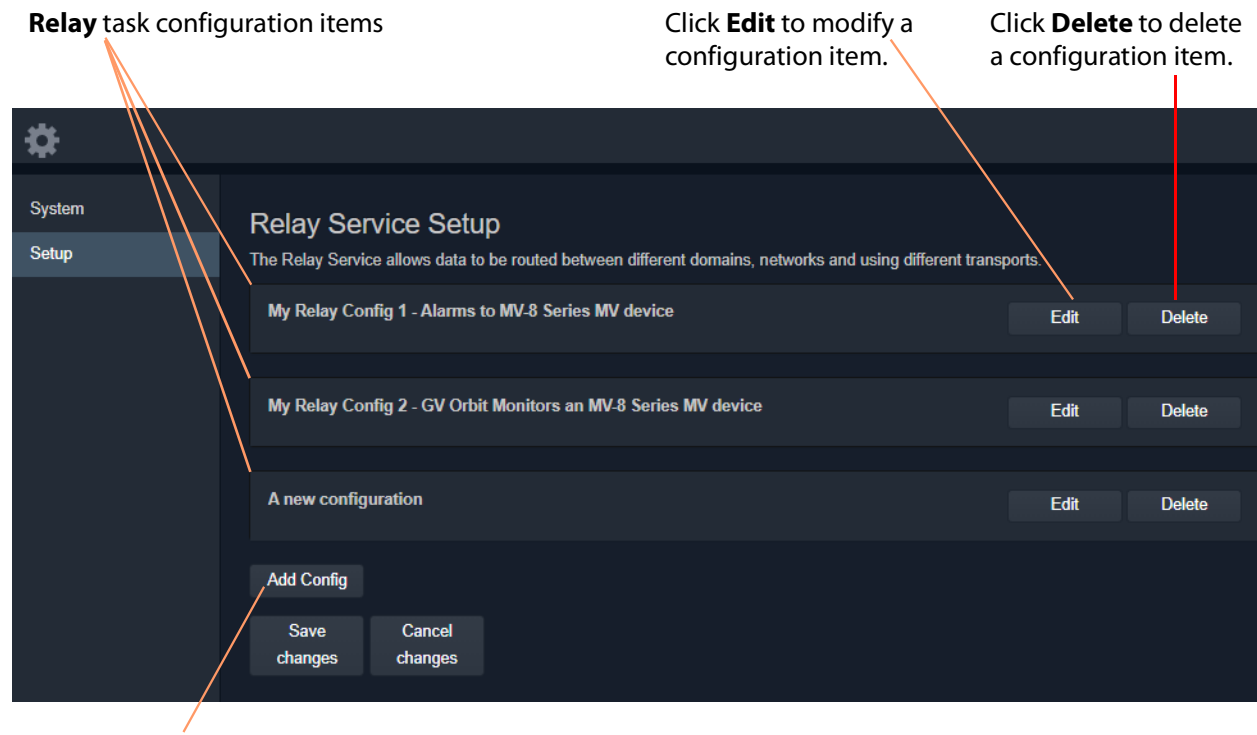 Relay task configuration items
Click Edit to modify a
configuration item.
Click Delete to delete
a configuration item.
System
Setup
Relay Service Setup
The Relay Service allows data to be routed between different domains, networks and using different transports.
My Relay Config 1 - Alarms to MV-8 Series MV device
Edit
Delete
My Relay Config 2 - GV Orbit Monitors an MV-8 Series MV device
Edit
Delete
A new configuration
Edit
Delete
Add Config
Save
changes
Cancel
changes